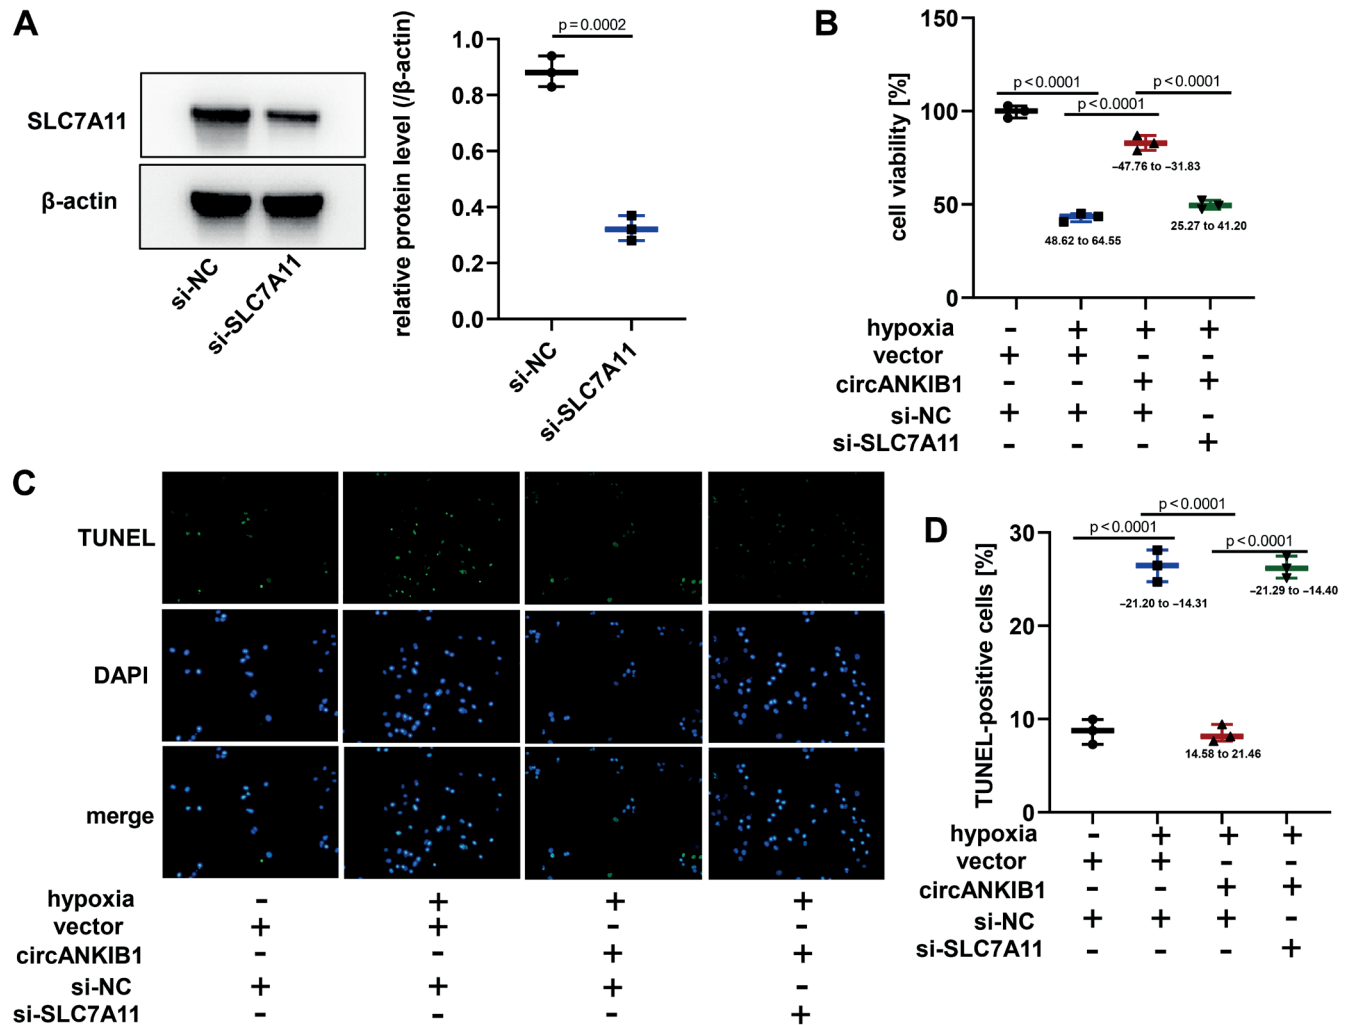 A
SLC7A11
β-actin
si-NC
si-SLC7A11
relative protein level (/β-actin)
1.0
0.8
0.6
0.4
0.2
0.0
p=0.0002
si-NC
si-SLC7A11
B
cell viability [%]
150
100
50
0
p<0.0001
p<0.0001
p<0.0001
−47.76 to −31.83
48.62 to 64.55
25.27 to 41.20
hypoxia - + + +
vector + + - -
circANKIB1 - - + +
si-NC + + + -
si-SLC7A11 - - - +
C
TUNEL
DAPI
merge
hypoxia - + + +
vector + + - -
circANKIB1 - - + +
si-NC + + + -
si-SLC7A11 - - - +
D
TUNEL-positive cells [%]
30
20
10
0
p<0.0001
p<0.0001
p<0.0001
−21.20 to −14.31
−21.29 to −14.40
14.58 to 21.46
hypoxia - + + +
vector + + - -
circANKIB1 - - + +
si-NC + + + -
si-SLC7A11 - - - +